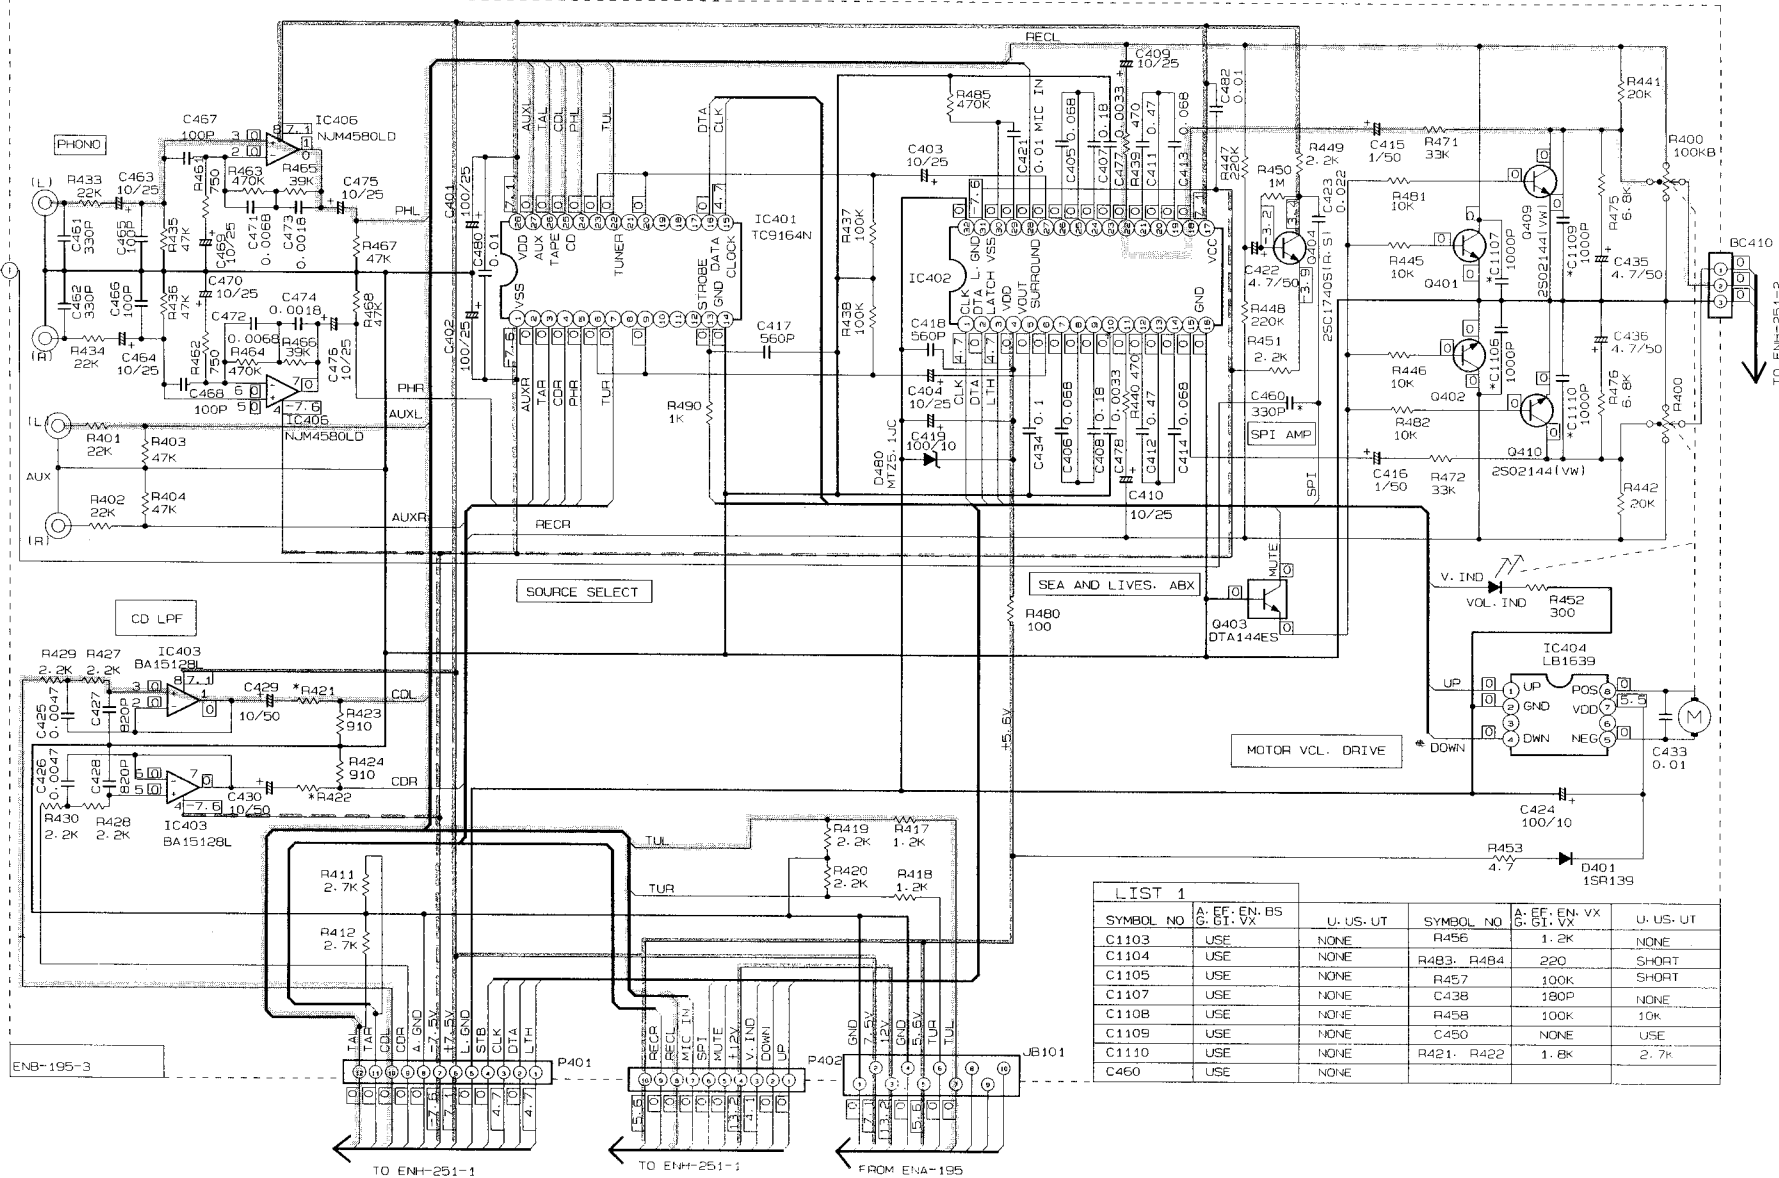 RECL
C409
10/25
C482
0.01
C467
100P
IC406
NJM4580LD
PHONO
(L)
R433
22K
C463
10/25
R461
750
R463
470K
R465
39K
C475
10/25
C461
330P
C465
100P
R435
47K
C469
10/25
C471
0.0068
C473
0.0018
PHL
R467
47K
C470
10/25
C462
330P
C466
100P
R436
47K
C472
0.0068
C474
0.0018
R468
47K
(R)
R434
22K
C464
10/25
R462
750
R464
470K
R466
39K
C476
10/25
C468
100P
IC406
NJM4580LD
PHR
AUXL
(L)
R401
22K
R403
47K
AUX
R402
22K
R404
47K
(R)
AUXR
RECR
C401
100/25
C480
0.01
C402
100/25
AUXL
TAL
CDL
PHL
TUL
DTA
CLK
IC401
TC9164N
VDD
AUX
TAPE
CD
TUNER
STROBE
GND
DATA
CLOCK
VSS
AUXR
TAR
CDR
PHR
TUR
C417
560P
R490
1K
R437
100K
R438
100K
C403
10/25
R485
470K
C421
0.01
MIC IN
C405
0.068
C407
0.18
C477
0.0033
R439
470
C411
0.47
C413
0.068
IC402
CLK
DTA
L.GND
LATCH
VSS
VDD
VOUT
SURROUND
VCC
GND
C418
560P
C404
10/25
C419
100/10
D480
MTZ5.1JC
CLK
DTA
LTH
C434
0.1
C406
0.068
C408
0.18
C478
0.0033
R440
470
C412
0.47
C414
0.068
C410
10/25
R447
220K
R450
1M
R449
2.2K
C423
0.022
C422
4.7/50
Q404
2SC1740S(R.S)
R448
220K
R451
2.2K
C460
330P
*
SPI AMP
SPI
C415
1/50
R471
33K
R441
20K
R400
100KB
R481
10K
Q409
2SD2144(VW)
R475
6.8K
*C1107
1000P
*C1109
1000P
R445
10K
Q401
C435
4.7/50
BC410
TO ENH-251-2
C436
4.7/50
R446
10K
Q402
*C1110
1000P
R476
6.8K
R400
R482
10K
Q410
2SD2144(VW)
C416
1/50
R472
33K
R442
20K
SOURCE SELECT
SEA AND LIVES. ABX
MUTE
Q403
DTA144ES
R480
100
+5.6V
V.IND
VOL.IND
R452
300
IC404
LB1639
UP
UP
GND
DWN
POS
VDD
NEG
* DOWN
MOTOR VCL. DRIVE
M
C433
0.01
C424
100/10
R453
4.7
D401
1SR139
CD LPF
R429
2.2K
R427
2.2K
IC403
BA15128L
C425
0.0047
C427
820P
C429
10/50
*R421
CDL
R423
910
R424
910
C426
0.0047
C428
820P
C430
10/50
*R422
CDR
R430
2.2K
R428
2.2K
IC403
BA15128L
TUL
R419
2.2K
R417
1.2K
R420
2.2K
R418
1.2K
TUR
R411
2.7K
R412
2.7K
TAL
TAR
CDL
CDR
A.GND
-7.5V
+7.5V
L.GND
STB
CLK
DTA
LTH
P401
RECR
RECL
MIC IN
SPI
MUTE
+12V
V.IND
DOWN
UP
P402
GND
7.5V
12V
GND
5.6V
TUR
TUL
JB101
ENB-195-3
TO ENH-251-1
TO ENH-251-1
FROM ENA-195
LIST 1
SYMBOL NO A. EF. EN. BS G. GI. VX U. US. UT SYMBOL NO A. EF. EN. VX G. GI. VX U. US. UT
C1103 USE NONE R456 1.2K NONE
C1104 USE NONE R483. R484 220 SHORT
C1105 USE NONE R457 100K SHORT
C1107 USE NONE C438 180P NONE
C1108 USE NONE R458 100K 10K
C1109 USE NONE C450 NONE USE
C1110 USE NONE R421. R422 1.8K 2.7K
C460 USE NONE